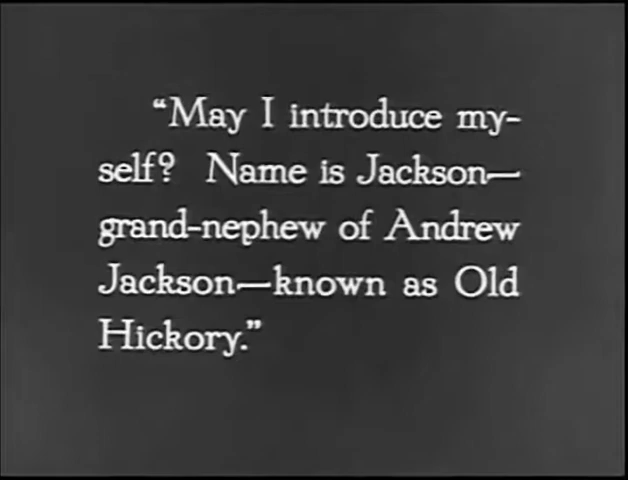 “May I introduce my-
self? Name is Jackson—
grand-nephew of Andrew
Jackson—known as Old
Hickory.”